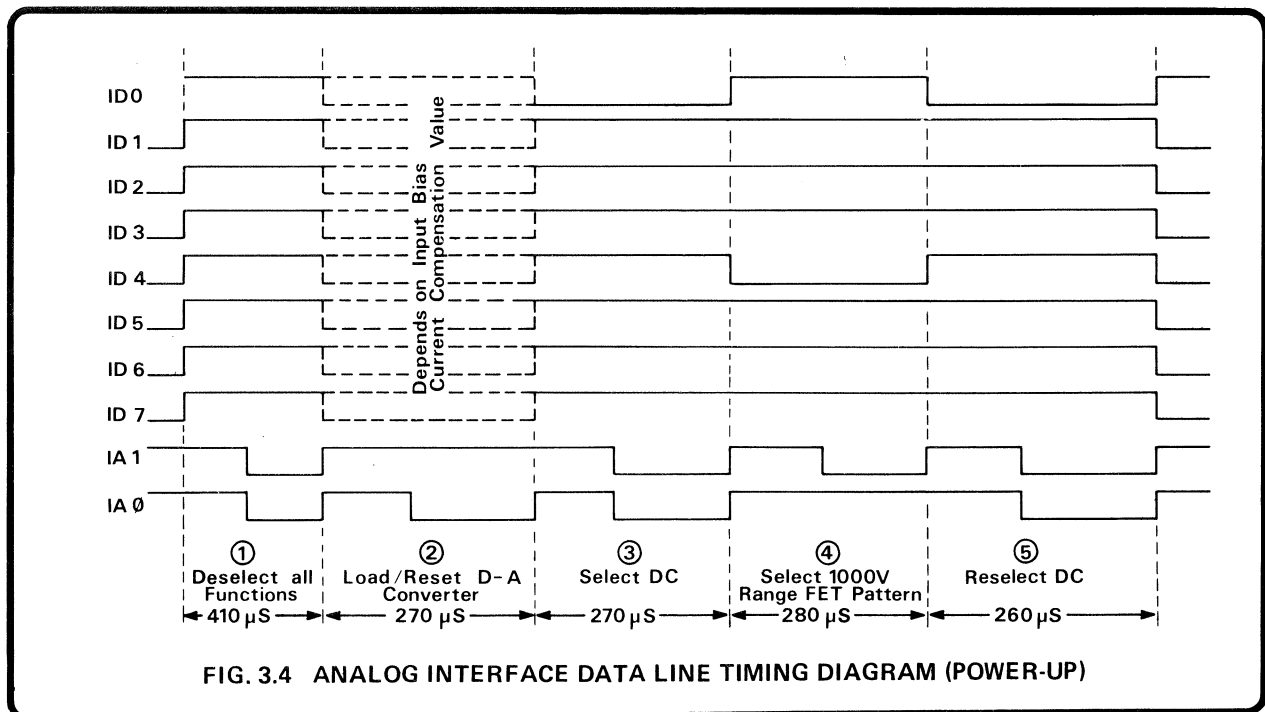 ID0
ID 1
ID 2
ID 3
ID 4
ID 5
ID 6
ID 7
IA 1
IA Ø
Depends on Input Bias
Current Compensation Value
①
Deselect all
Functions
410 µS
②
Load/Reset D-A
Converter
270 µS
③
Select DC
270 µS
④
Select 1000V
Range FET Pattern
280 µS
⑤
Reselect DC
260 µS
FIG. 3.4 ANALOG INTERFACE DATA LINE TIMING DIAGRAM (POWER-UP)